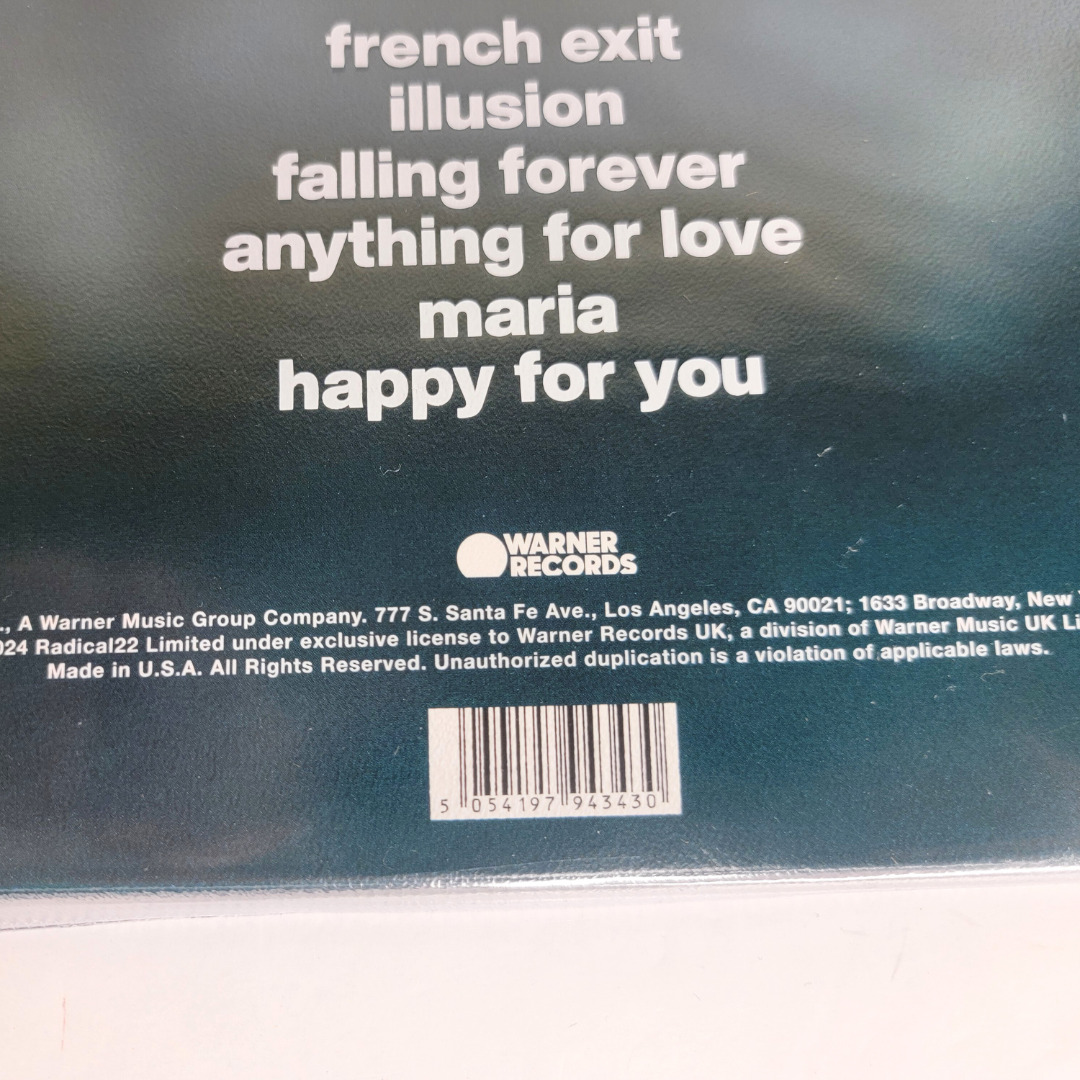 french exit
illusion
falling forever
anything for love
maria
happy for you
WARNER
RECORDS
., A Warner Music Group Company. 777 S. Santa Fe Ave., Los Angeles, CA 90021; 1633 Broadway, New
024 Radical22 Limited under exclusive license to Warner Records UK, a division of Warner Music UK Li
Made in U.S.A. All Rights Reserved. Unauthorized duplication is a violation of applicable laws.
5 054197 943430